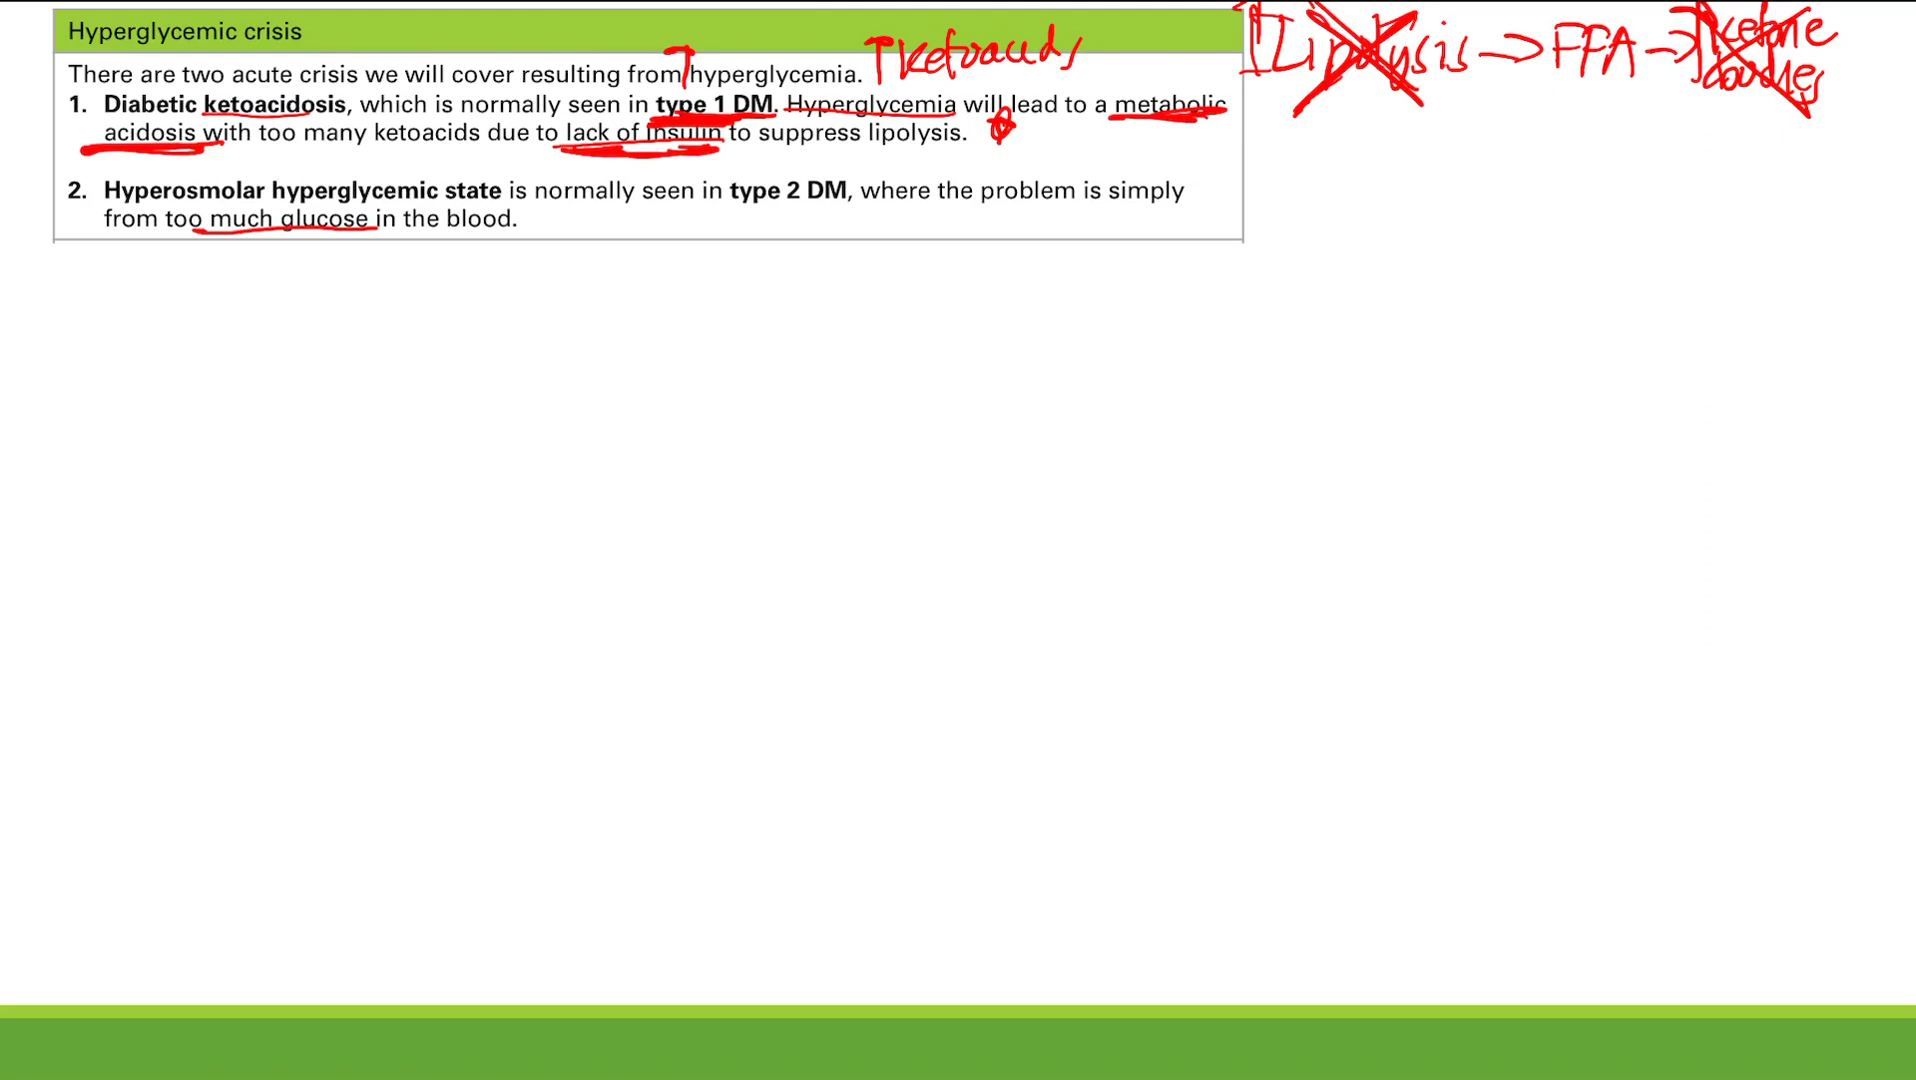 Hyperglycemic crisis
↑ ketoacids
↑Lipolysis → FFA → ketone
bodies
There are two acute crisis we will cover resulting from hyperglycemia.
1. Diabetic ketoacidosis, which is normally seen in type 1 DM. Hyperglycemia will lead to a metabolic
acidosis with too many ketoacids due to lack of insulin to suppress lipolysis.
2. Hyperosmolar hyperglycemic state is normally seen in type 2 DM, where the problem is simply
from too much glucose in the blood.